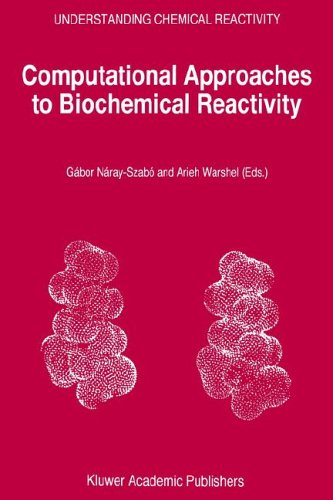 UNDERSTANDING CHEMICAL REACTIVITY
Computational Approaches
to Biochemical Reactivity
Gábor Náray-Szabó and Arieh Warshel (Eds.)
Kluwer Academic Publishers